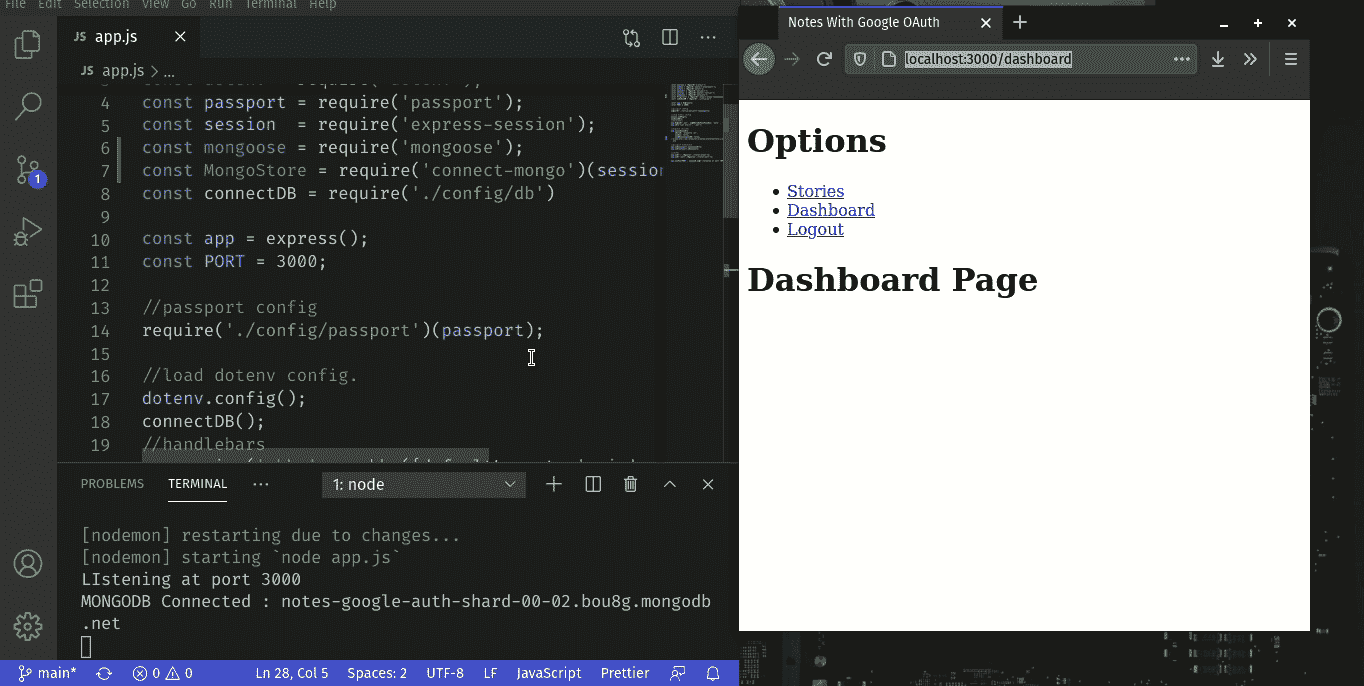 File Edit Selection View Go Run Terminal Help
JS app.js
JS app.js > ...
3
4 const passport = require('passport');
5 const session  = require('express-session');
6 const mongoose = require('mongoose');
7 const MongoStore = require('connect-mongo')(session
8 const connectDB = require('./config/db')
9
10 const app = express();
11 const PORT = 3000;
12
13 //passport config
14 require('./config/passport')(passport);
15
16 //load dotenv config.
17 dotenv.config();
18 connectDB();
19 //handlebars
PROBLEMS TERMINAL ... 1: node
[nodemon] restarting due to changes...
[nodemon] starting `node app.js`
LIstening at port 3000
MONGODB Connected : notes-google-auth-shard-00-02.bou8g.mongodb
.net
1
main* 0 0 Ln 28, Col 5 Spaces: 2 UTF-8 LF JavaScript Prettier
Notes With Google OAuth
localhost:3000/dashboard
Options
Stories
Dashboard
Logout
Dashboard Page